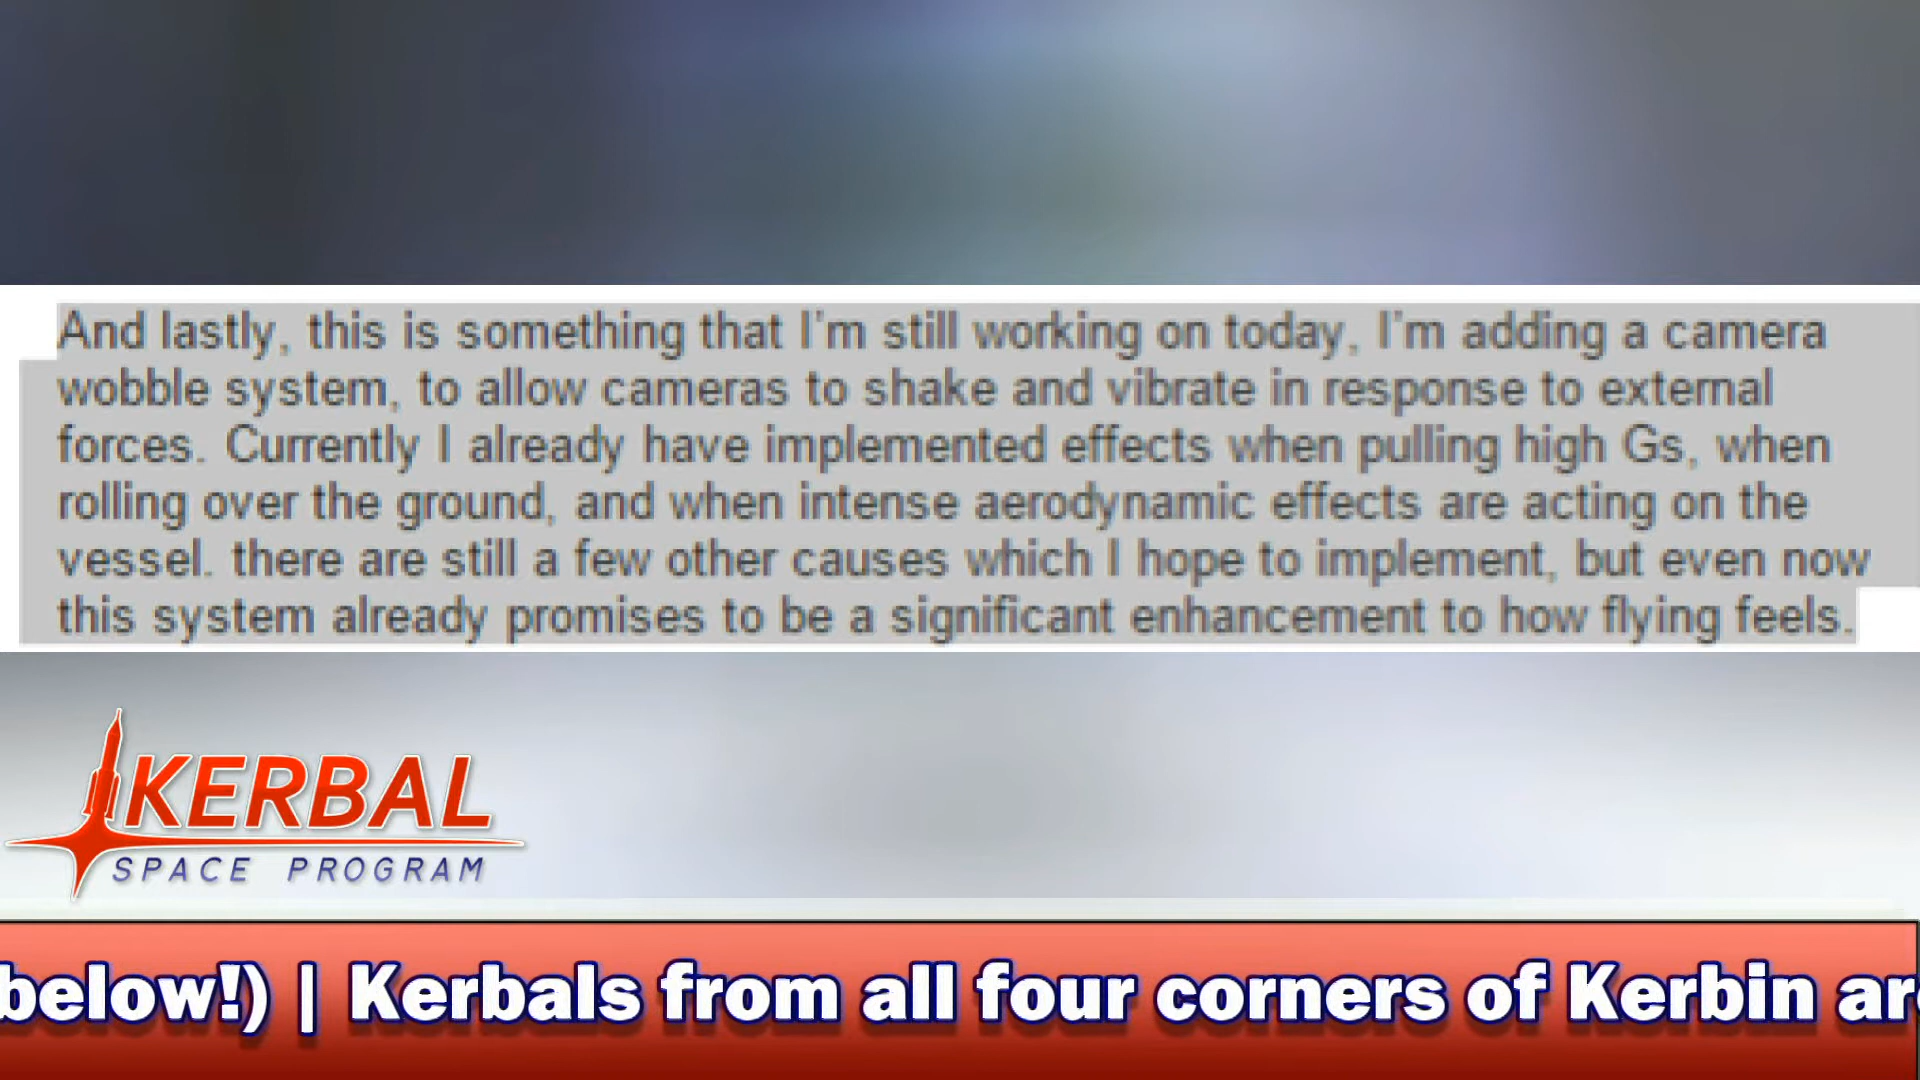 And lastly, this is something that I'm still working on today, I'm adding a camera
wobble system, to allow cameras to shake and vibrate in response to external
forces. Currently I already have implemented effects when pulling high Gs, when
rolling over the ground, and when intense aerodynamic effects are acting on the
vessel. there are still a few other causes which I hope to implement, but even now
this system already promises to be a significant enhancement to how flying feels.
KERBAL
SPACE PROGRAM
below!) | Kerbals from all four corners of Kerbin are